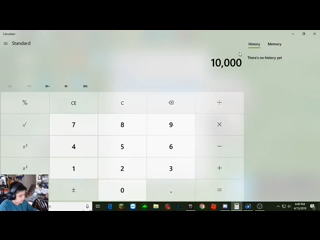 Calculator
Standard
History
Memory
There's no history yet
10,000
%
CE
C
÷
√
7
8
9
×
x²
4
5
6
−
1
2
3
+
±
0
.
=